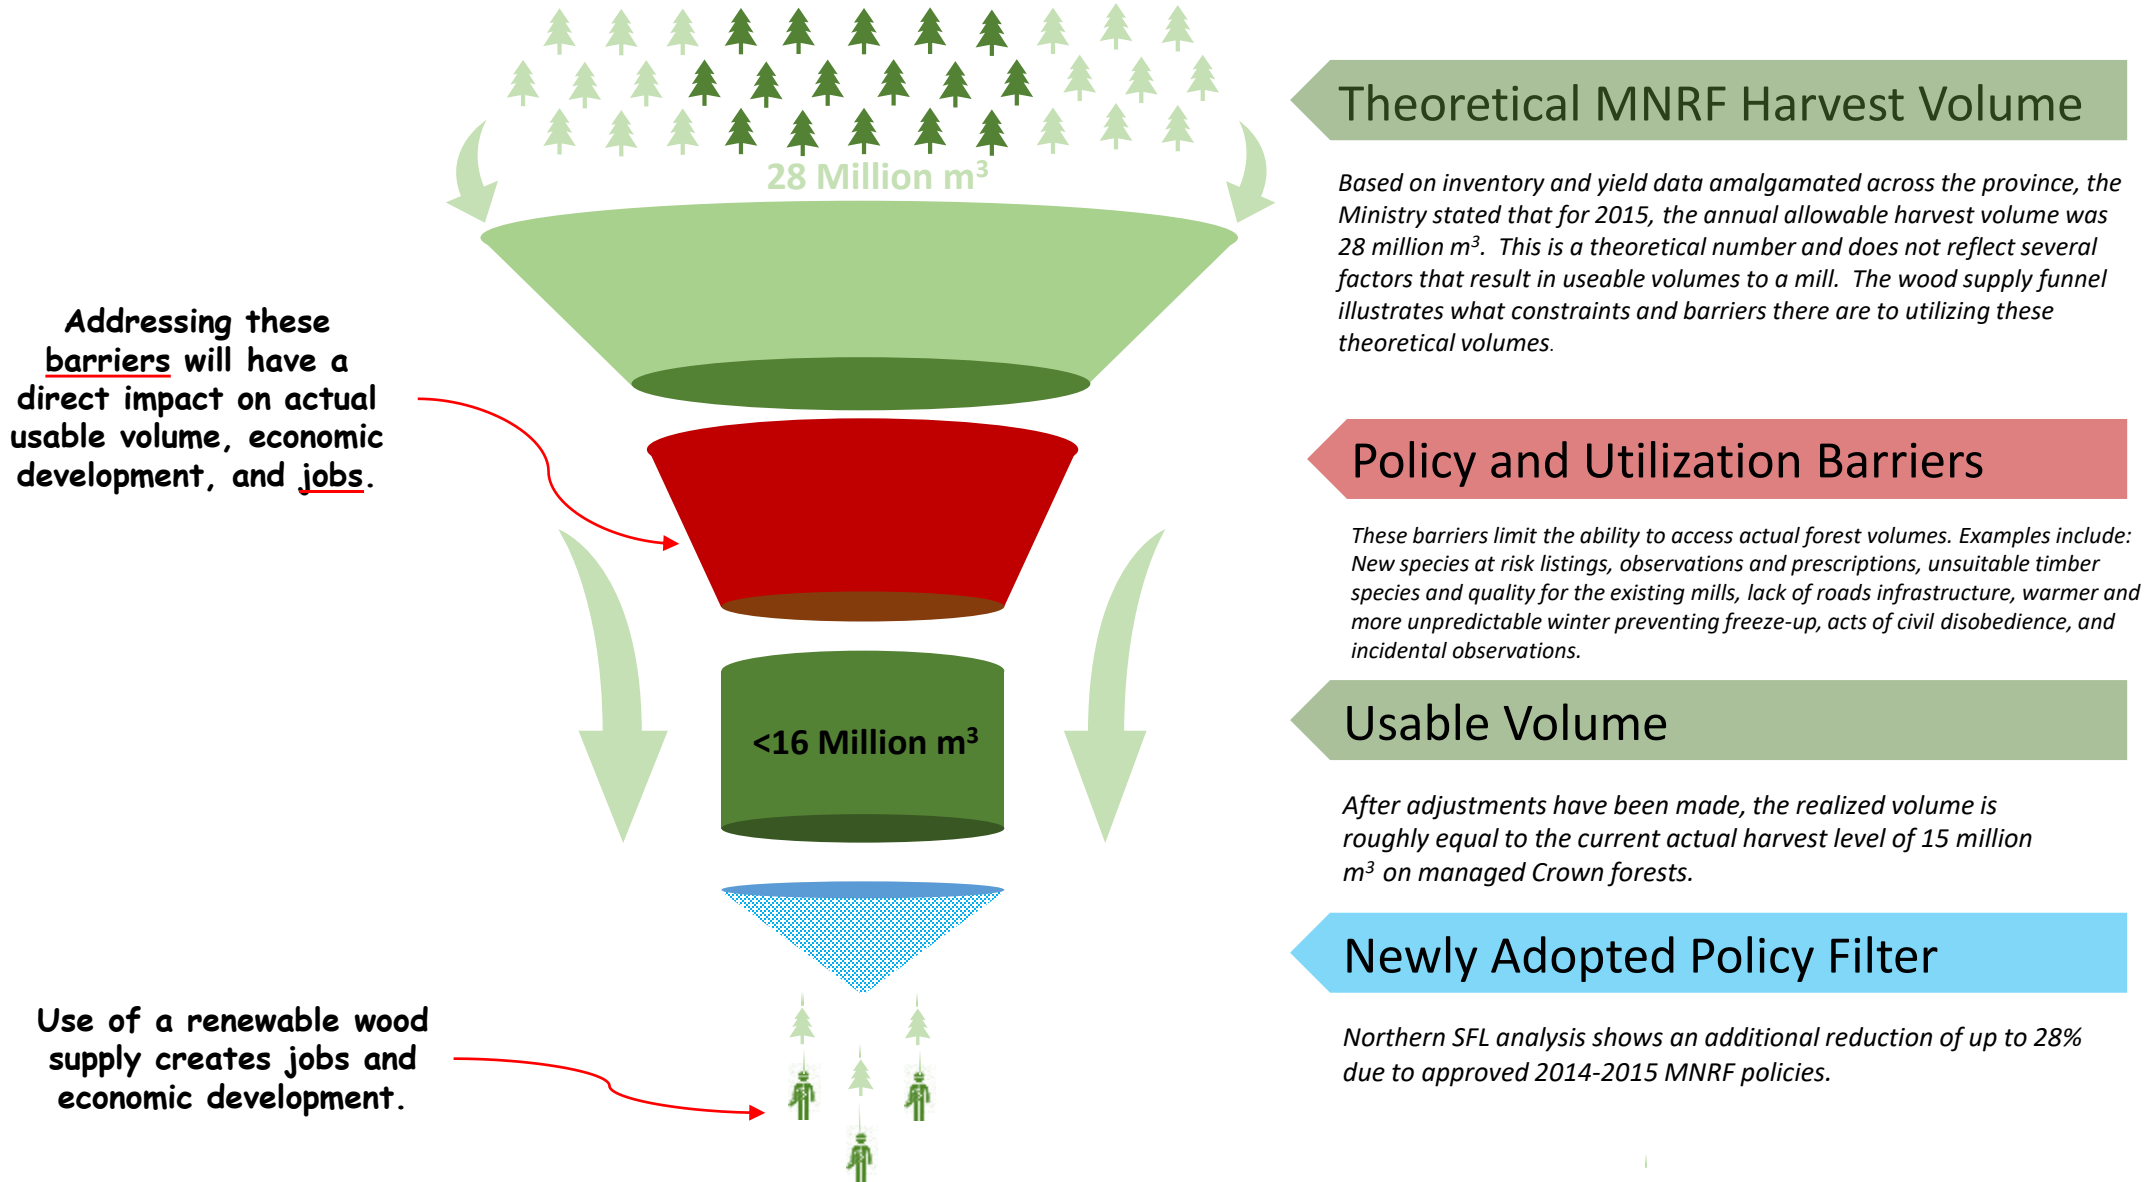 28 Million m³
Theoretical MNRF Harvest Volume
Based on inventory and yield data amalgamated across the province, the
Ministry stated that for 2015, the annual allowable harvest volume was
28 million m³.  This is a theoretical number and does not reflect several
factors that result in useable volumes to a mill.  The wood supply funnel
illustrates what constraints and barriers there are to utilizing these
theoretical volumes.
Addressing these
barriers will have a
direct impact on actual
usable volume, economic
development, and jobs.
Policy and Utilization Barriers
These barriers limit the ability to access actual forest volumes. Examples include:
New species at risk listings, observations and prescriptions, unsuitable timber
species and quality for the existing mills, lack of roads infrastructure, warmer and
more unpredictable winter preventing freeze-up, acts of civil disobedience, and
incidental observations.
<16 Million m³
Usable Volume
After adjustments have been made, the realized volume is
roughly equal to the current actual harvest level of 15 million
m³ on managed Crown forests.
Newly Adopted Policy Filter
Northern SFL analysis shows an additional reduction of up to 28%
due to approved 2014-2015 MNRF policies.
Use of a renewable wood
supply creates jobs and
economic development.